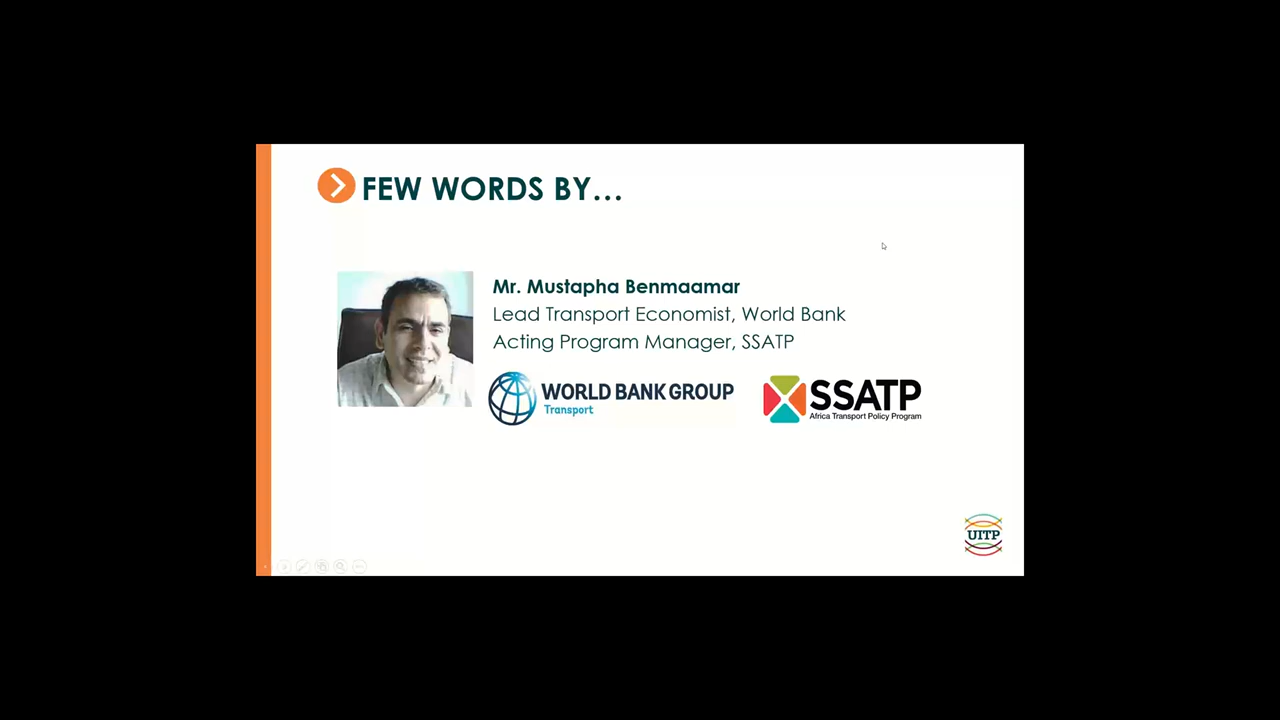 FEW WORDS BY...
Mr. Mustapha Benmaamar
Lead Transport Economist, World Bank
Acting Program Manager, SSATP
WORLD BANK GROUP
Transport
SSATP
Africa Transport Policy Program
UITP